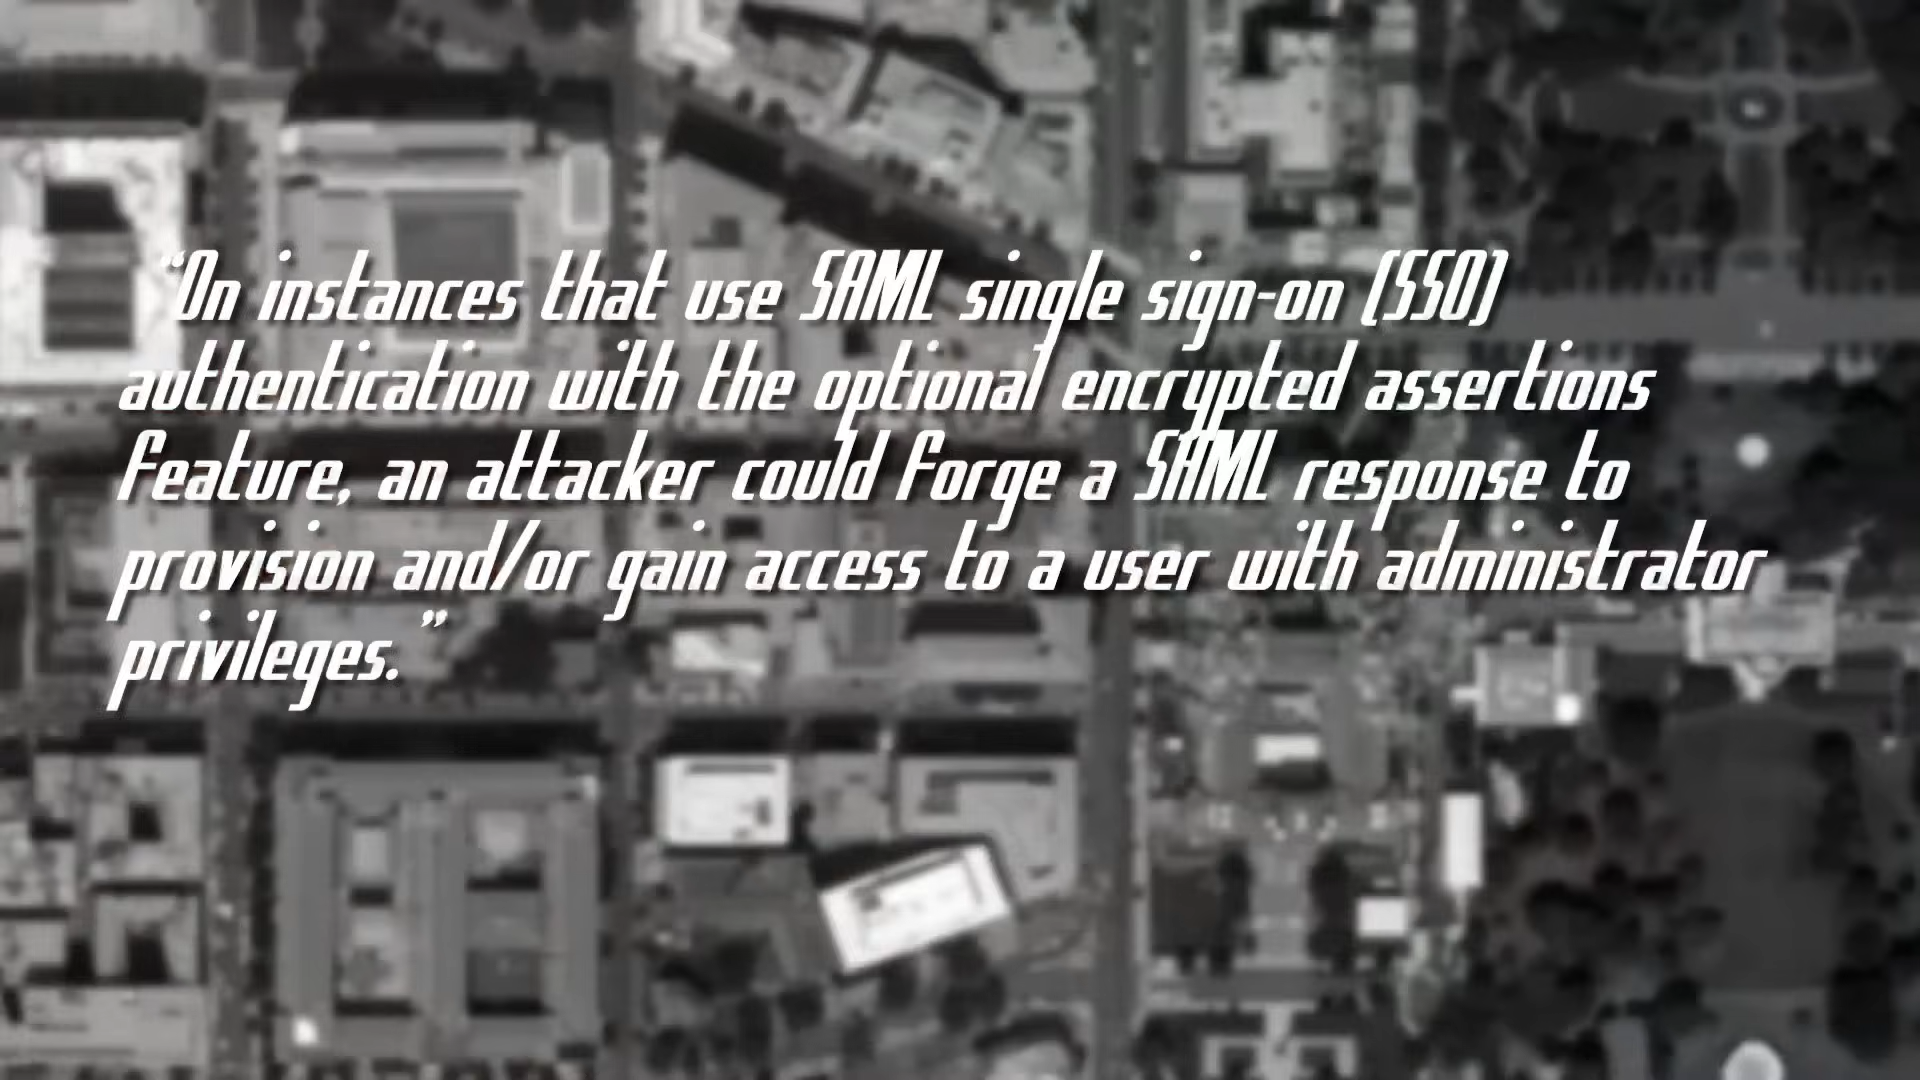 “On instances that use SAML single sign-on (SSO)
authentication with the optional encrypted assertions
feature, an attacker could forge a SAML response to
provision and/or gain access to a user with administrator
privileges.”